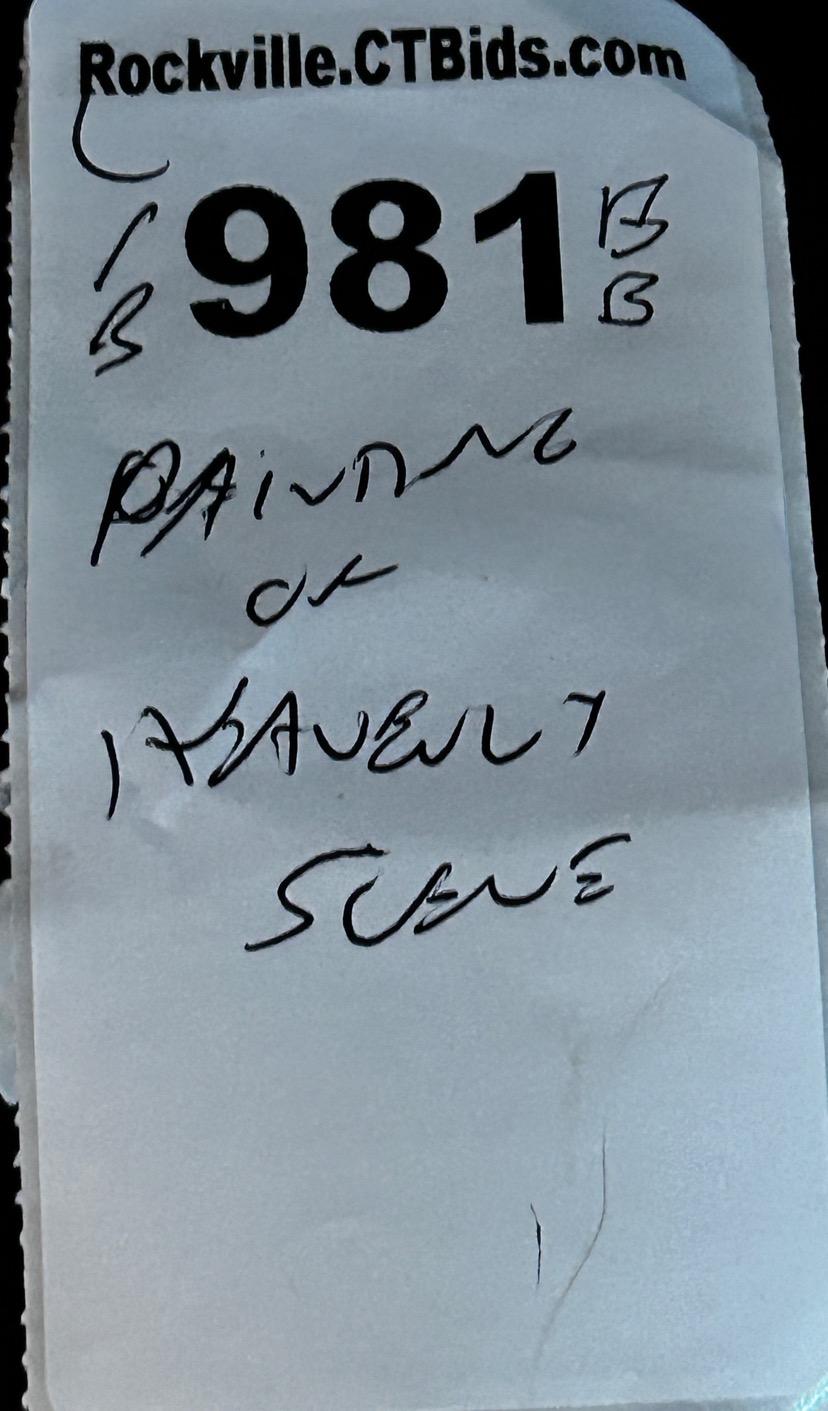 Rockville.CTBids.com
981
B
B
B
PAINTING
OF
HEAVENLY
SCENE